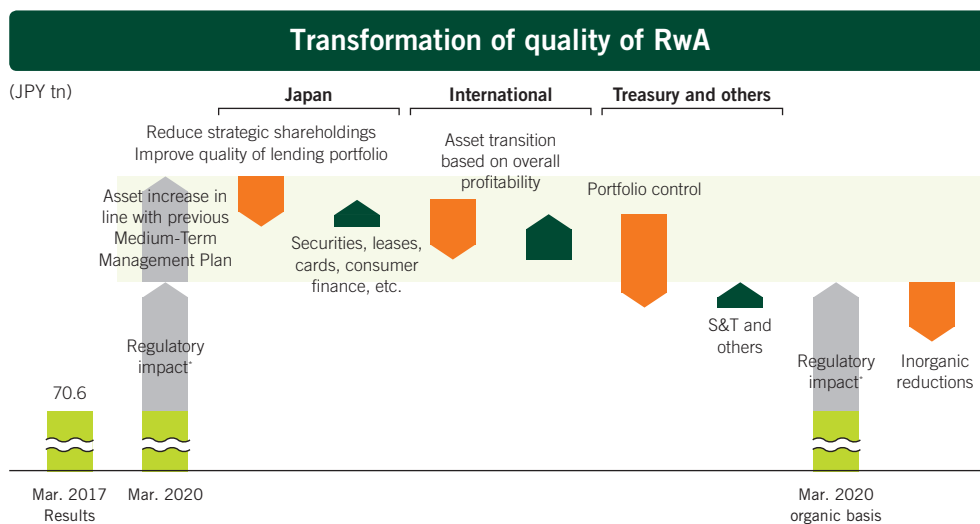 Transformation of quality of RwA
(JPY tn)
Japan
International
Treasury and others
Reduce strategic shareholdings
Improve quality of lending portfolio
Asset transition
based on overall
profitability
Portfolio control
Asset increase in
line with previous
Medium-Term
Management Plan
Securities, leases,
cards, consumer
finance, etc.
S&T and
others
Regulatory
impact*
Regulatory
impact*
Inorganic
reductions
70.6
Mar. 2017
Results
Mar. 2020
Mar. 2020
organic basis